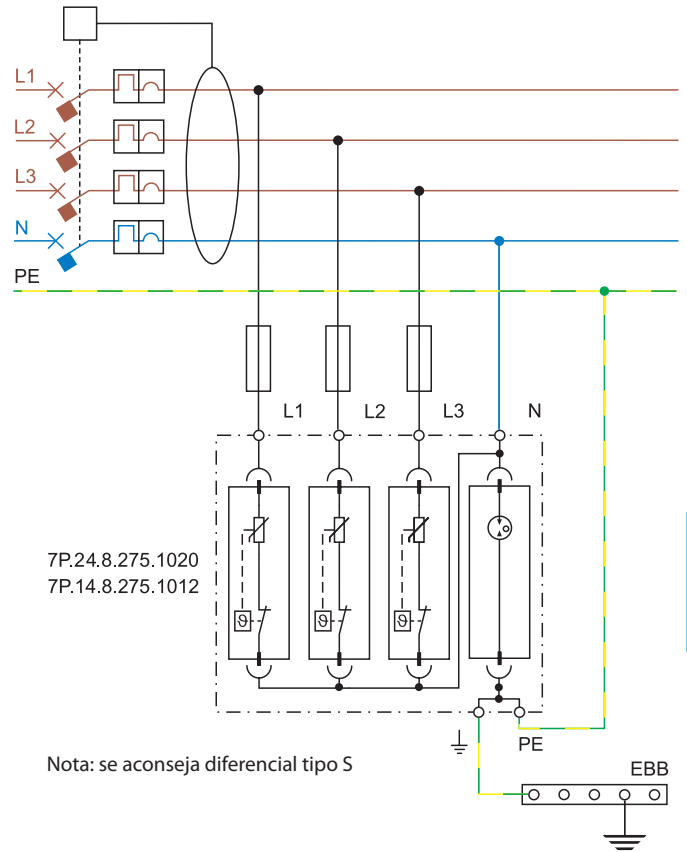 L1
L2
L3
N
PE
L1 L2 L3 N
7P.24.8.275.1020
7P.14.8.275.1012
ϑ ϑ ϑ
PE
Nota: se aconseja diferencial tipo S
EBB